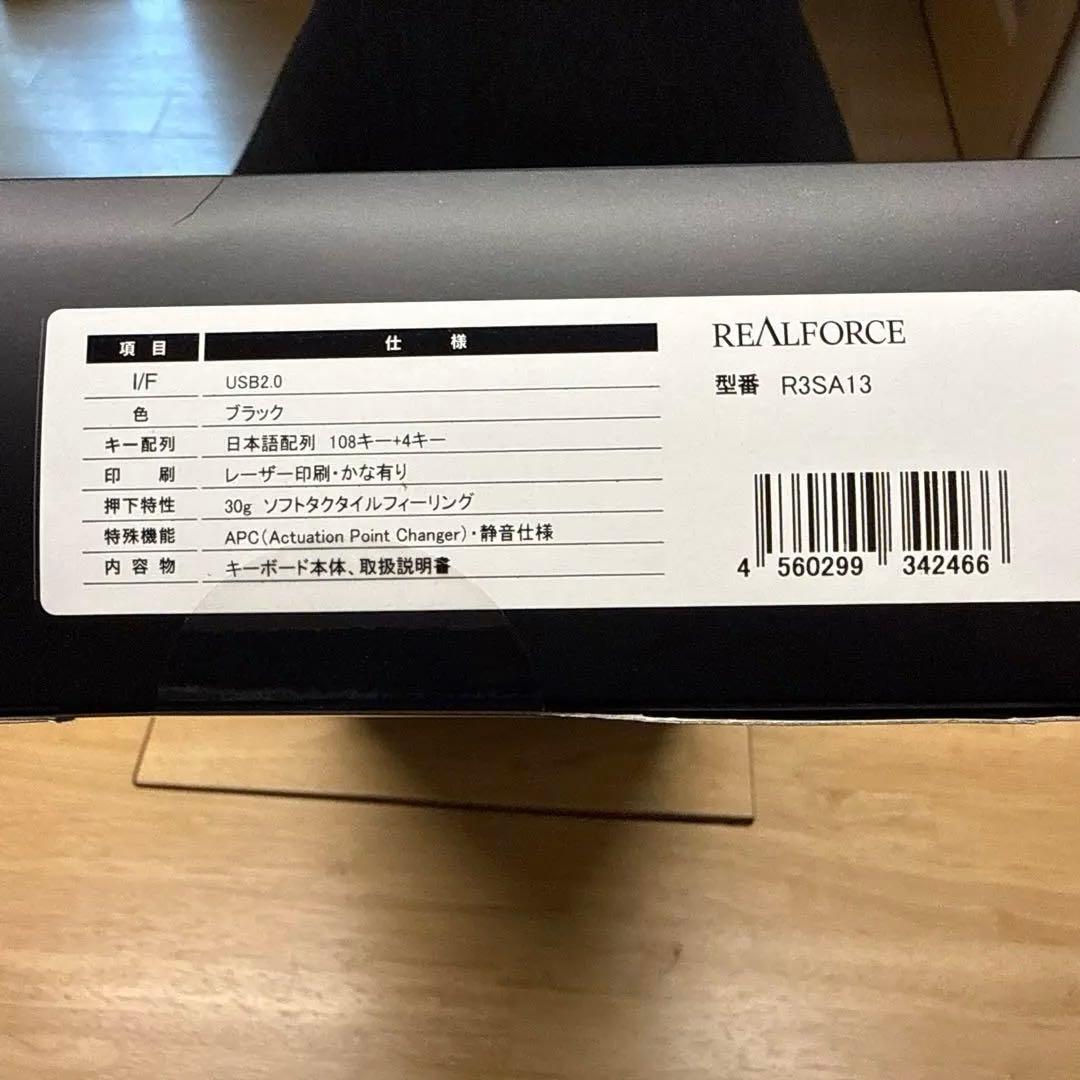 項目 仕様
I/F USB2.0
色 ブラック
キー配列 日本語配列 108キー+4キー
印刷 レーザー印刷・かな有り
押下特性 30g ソフトタクタイルフィーリング
特殊機能 APC(Actuation Point Changer)・静音仕様
内容物 キーボード本体、取扱説明書
REALFORCE
型番 R3SA13
4 560299 342466